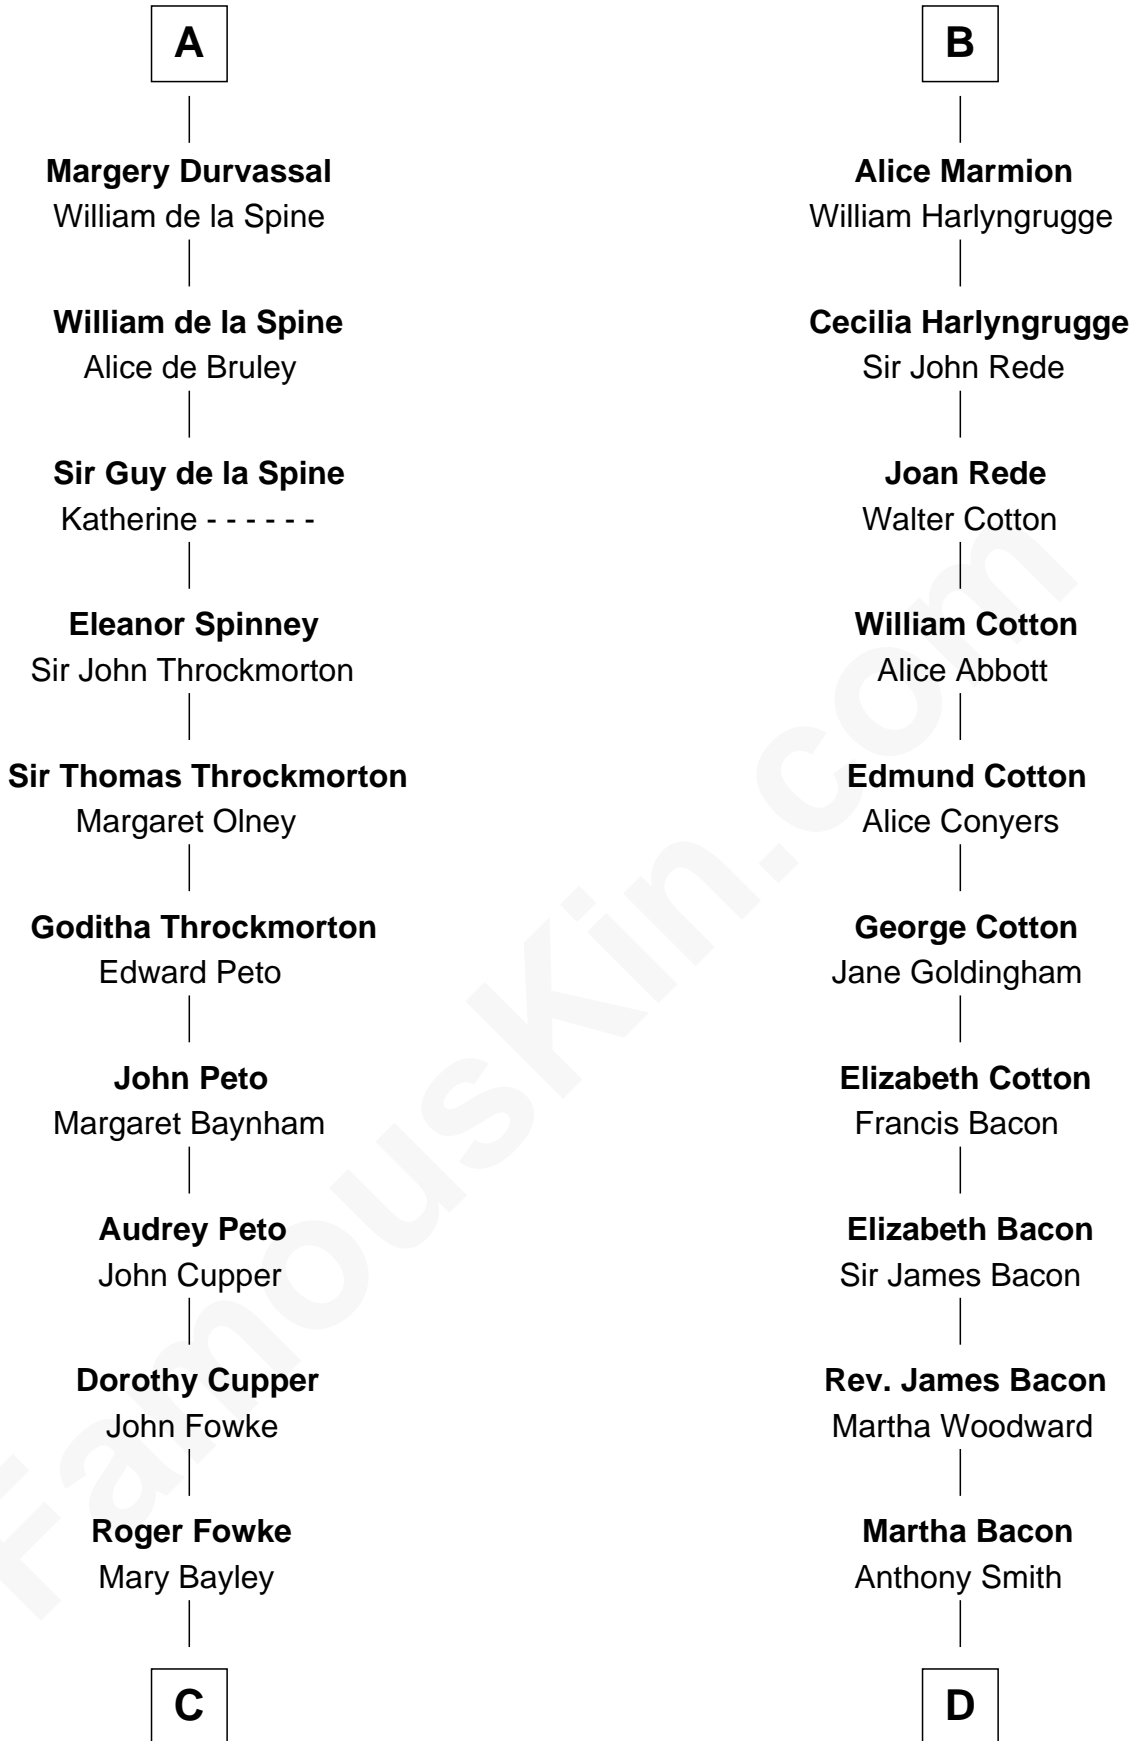 A
Margery Durvassal
William de la Spine
William de la Spine
Alice de Bruley
Sir Guy de la Spine
Katherine - - - - - -
Eleanor Spinney
Sir John Throckmorton
Sir Thomas Throckmorton
Margaret Olney
Goditha Throckmorton
Edward Peto
John Peto
Margaret Baynham
Audrey Peto
John Cupper
Dorothy Cupper
John Fowke
Roger Fowke
Mary Bayley
C
B
Alice Marmion
William Harlyngrugge
Cecilia Harlyngrugge
Sir John Rede
Joan Rede
Walter Cotton
William Cotton
Alice Abbott
Edmund Cotton
Alice Conyers
George Cotton
Jane Goldingham
Elizabeth Cotton
Francis Bacon
Elizabeth Bacon
Sir James Bacon
Rev. James Bacon
Martha Woodward
Martha Bacon
Anthony Smith
D
FamousKin.com